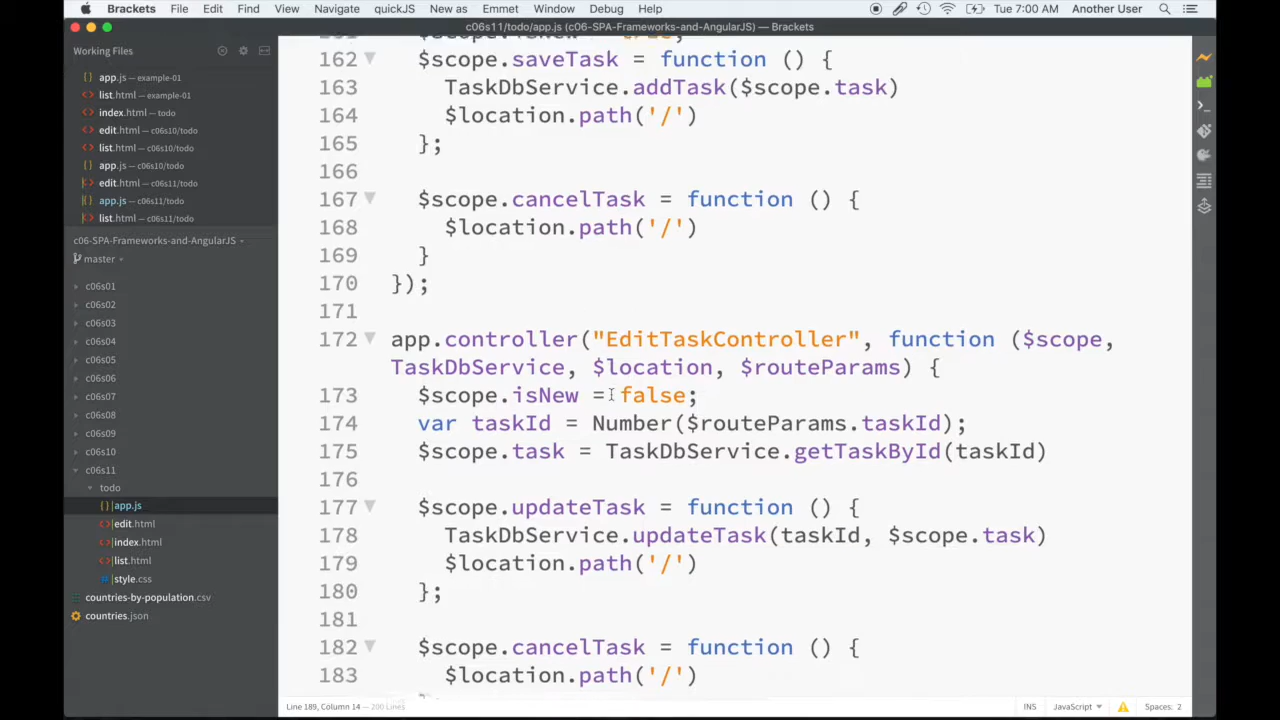 Brackets File Edit Find View Navigate quickJS New as Emmet Window Debug Help Tue 7:00 AM Another User
c06s11/todo/app.js (c06-SPA-Frameworks-and-AngularJS) — Brackets
Working Files
app.js — example-01
list.html — example-01
index.html — todo
edit.html — c06s10/todo
list.html — c06s10/todo
app.js — c06s10/todo
edit.html — c06s11/todo
app.js — c06s11/todo
list.html — c06s11/todo
c06-SPA-Frameworks-and-AngularJS
master
c06s01
c06s02
c06s03
c06s04
c06s05
c06s06
c06s07
c06s08
c06s09
c06s10
c06s11
todo
app.js
edit.html
index.html
list.html
style.css
countries-by-population.csv
countries.json
162 $scope.saveTask = function () {
163 TaskDbService.addTask($scope.task)
164 $location.path('/')
165 };
166
167 $scope.cancelTask = function () {
168 $location.path('/')
169 }
170 });
171
172 app.controller("EditTaskController", function ($scope,
TaskDbService, $location, $routeParams) {
173 $scope.isNew = false;
174 var taskId = Number($routeParams.taskId);
175 $scope.task = TaskDbService.getTaskById(taskId)
176
177 $scope.updateTask = function () {
178 TaskDbService.updateTask(taskId, $scope.task)
179 $location.path('/')
180 };
181
182 $scope.cancelTask = function () {
183 $location.path('/')
Line 189, Column 14 — 200 Lines INS JavaScript Spaces: 2